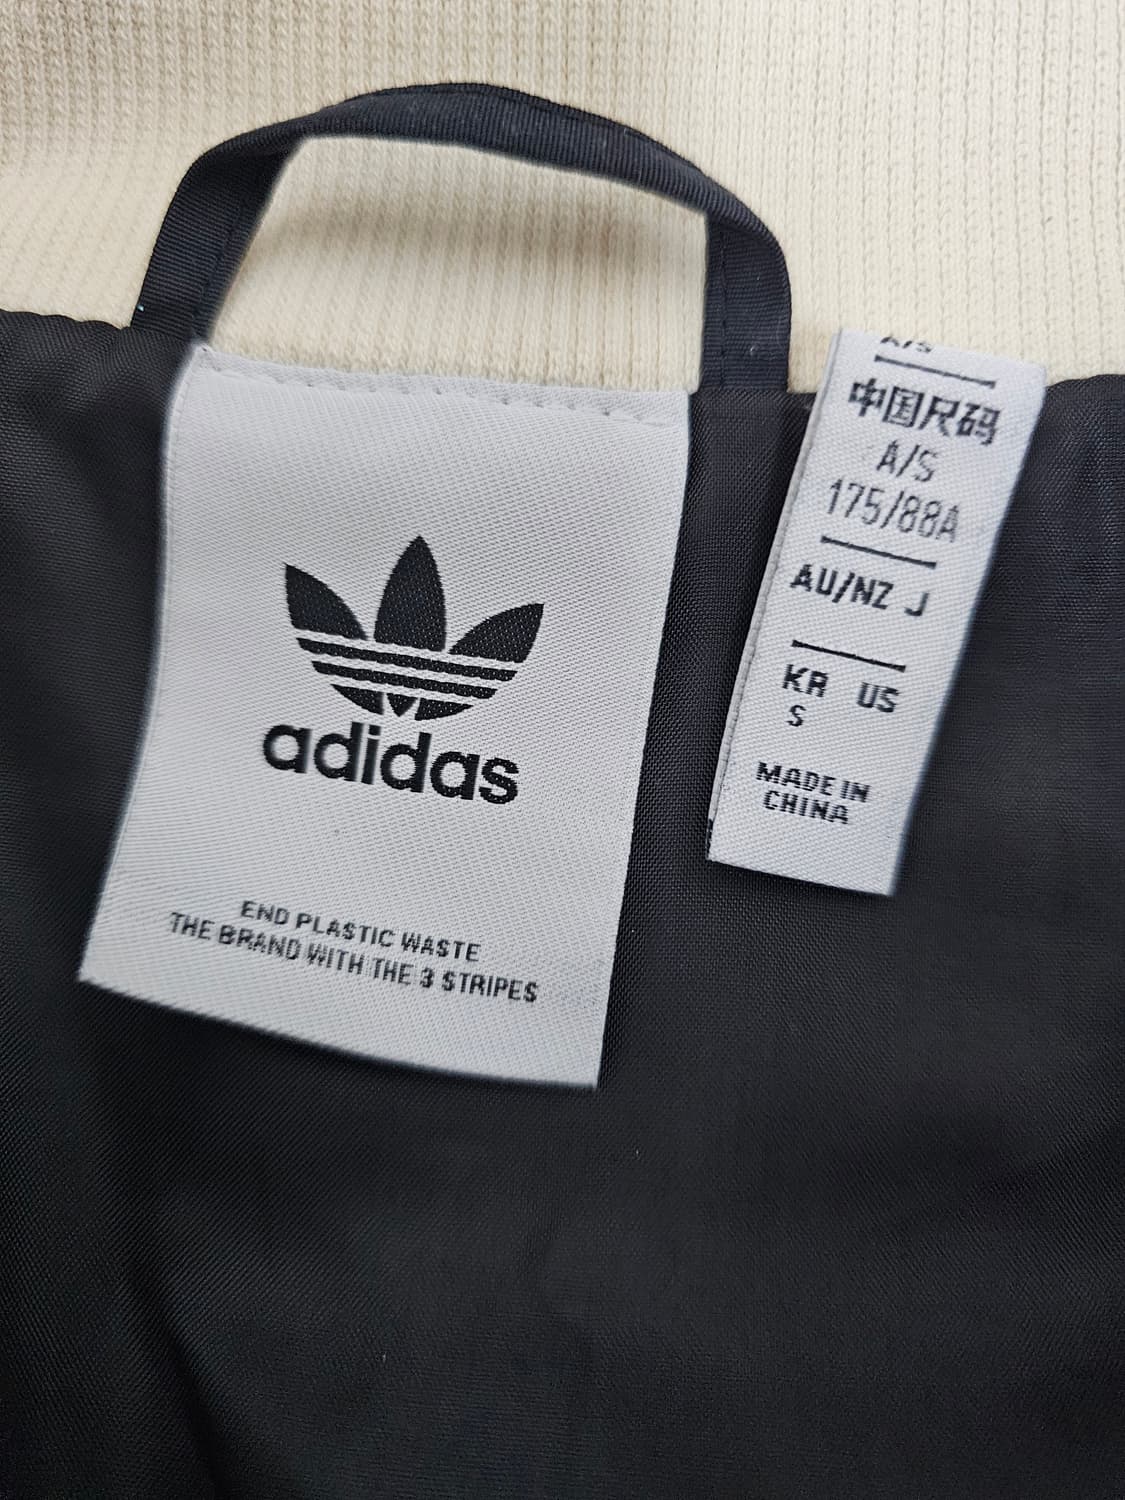 adidas
END PLASTIC WASTE
THE BRAND WITH THE 3 STRIPES
A/S
中国尺码
A/S
175/88A
AU/NZ J
KR US
S
MADE IN
CHINA